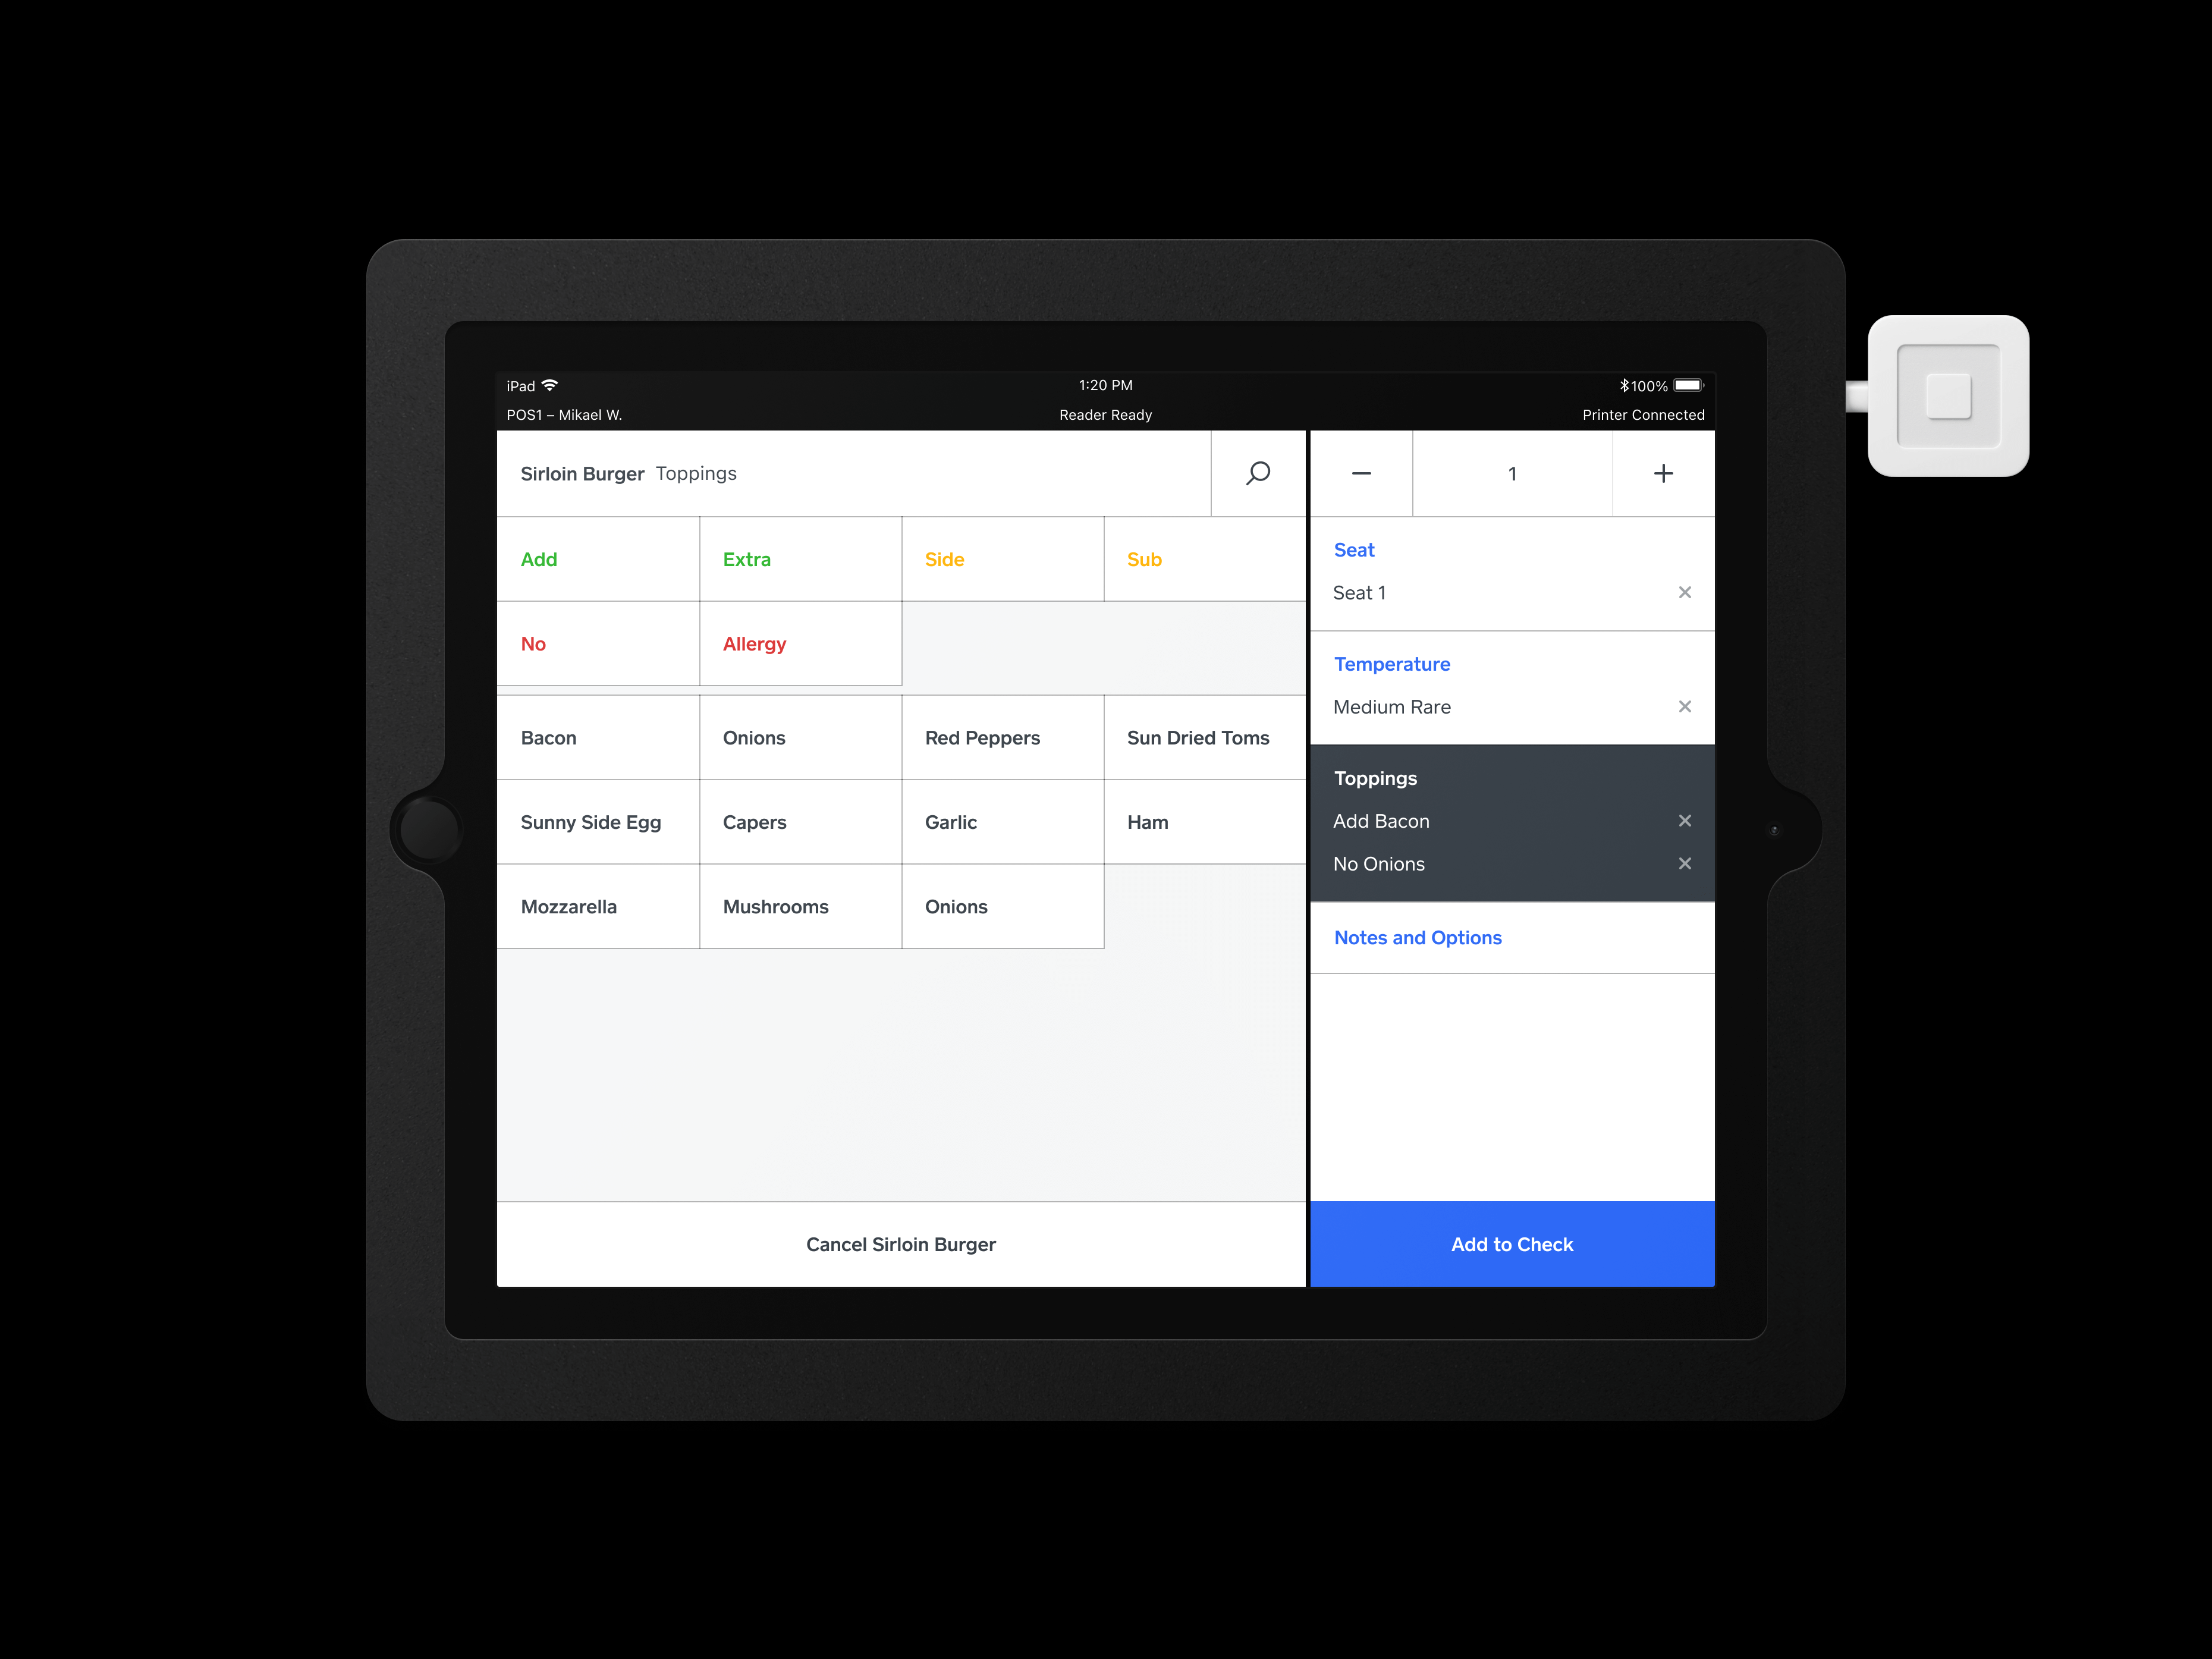 iPad 1:20 PM 100%
POS1 – Mikael W. Reader Ready Printer Connected
Sirloin Burger Toppings
Add Extra Side Sub
No Allergy
Bacon Onions Red Peppers Sun Dried Toms
Sunny Side Egg Capers Garlic Ham
Mozzarella Mushrooms Onions
Cancel Sirloin Burger
1
Seat
Seat 1
Temperature
Medium Rare
Toppings
Add Bacon
No Onions
Notes and Options
Add to Check